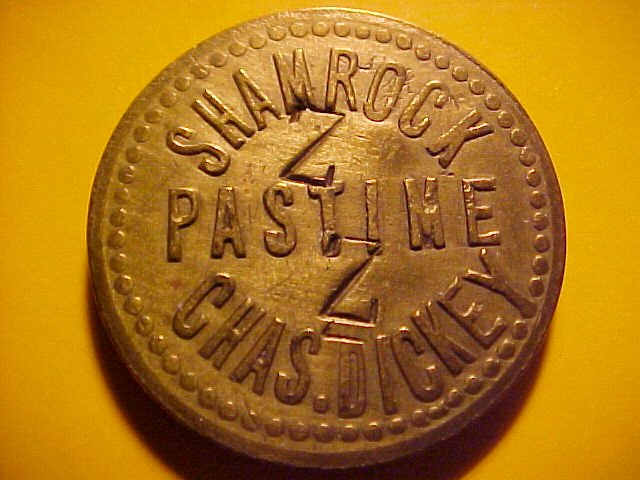 SHAMROCK
Z
PASTIME
Z
CHAS. DICKEY